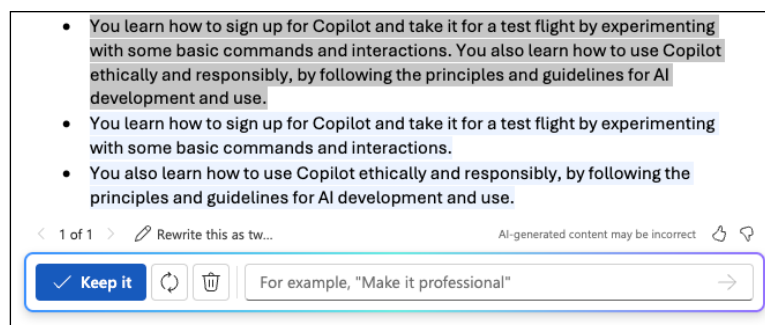 • You learn how to sign up for Copilot and take it for a test flight by experimenting
with some basic commands and interactions. You also learn how to use Copilot
ethically and responsibly, by following the principles and guidelines for AI
development and use.
• You learn how to sign up for Copilot and take it for a test flight by experimenting
with some basic commands and interactions.
• You also learn how to use Copilot ethically and responsibly, by following the
principles and guidelines for AI development and use.
1 of 1 Rewrite this as tw... AI-generated content may be incorrect
Keep it For example, "Make it professional"